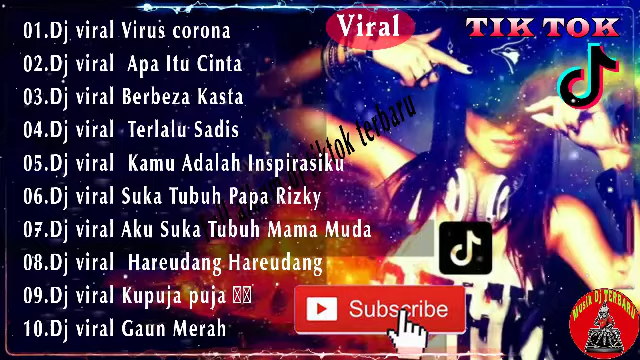 Viral
TIK TOK
01.Dj viral Virus corona
02.Dj viral Apa Itu Cinta
03.Dj viral Berbeza Kasta
04.Dj viral Terlalu Sadis
05.Dj viral Kamu Adalah Inspirasiku
06.Dj viral Suka Tubuh Papa Rizky
07.Dj viral Aku Suka Tubuh Mama Muda
08.Dj viral Hareudang Hareudang
09.Dj viral Kupuja puja
10.Dj viral Gaun Merah
tiktok terbaru
Subscribe
Musik Dj TERBARU